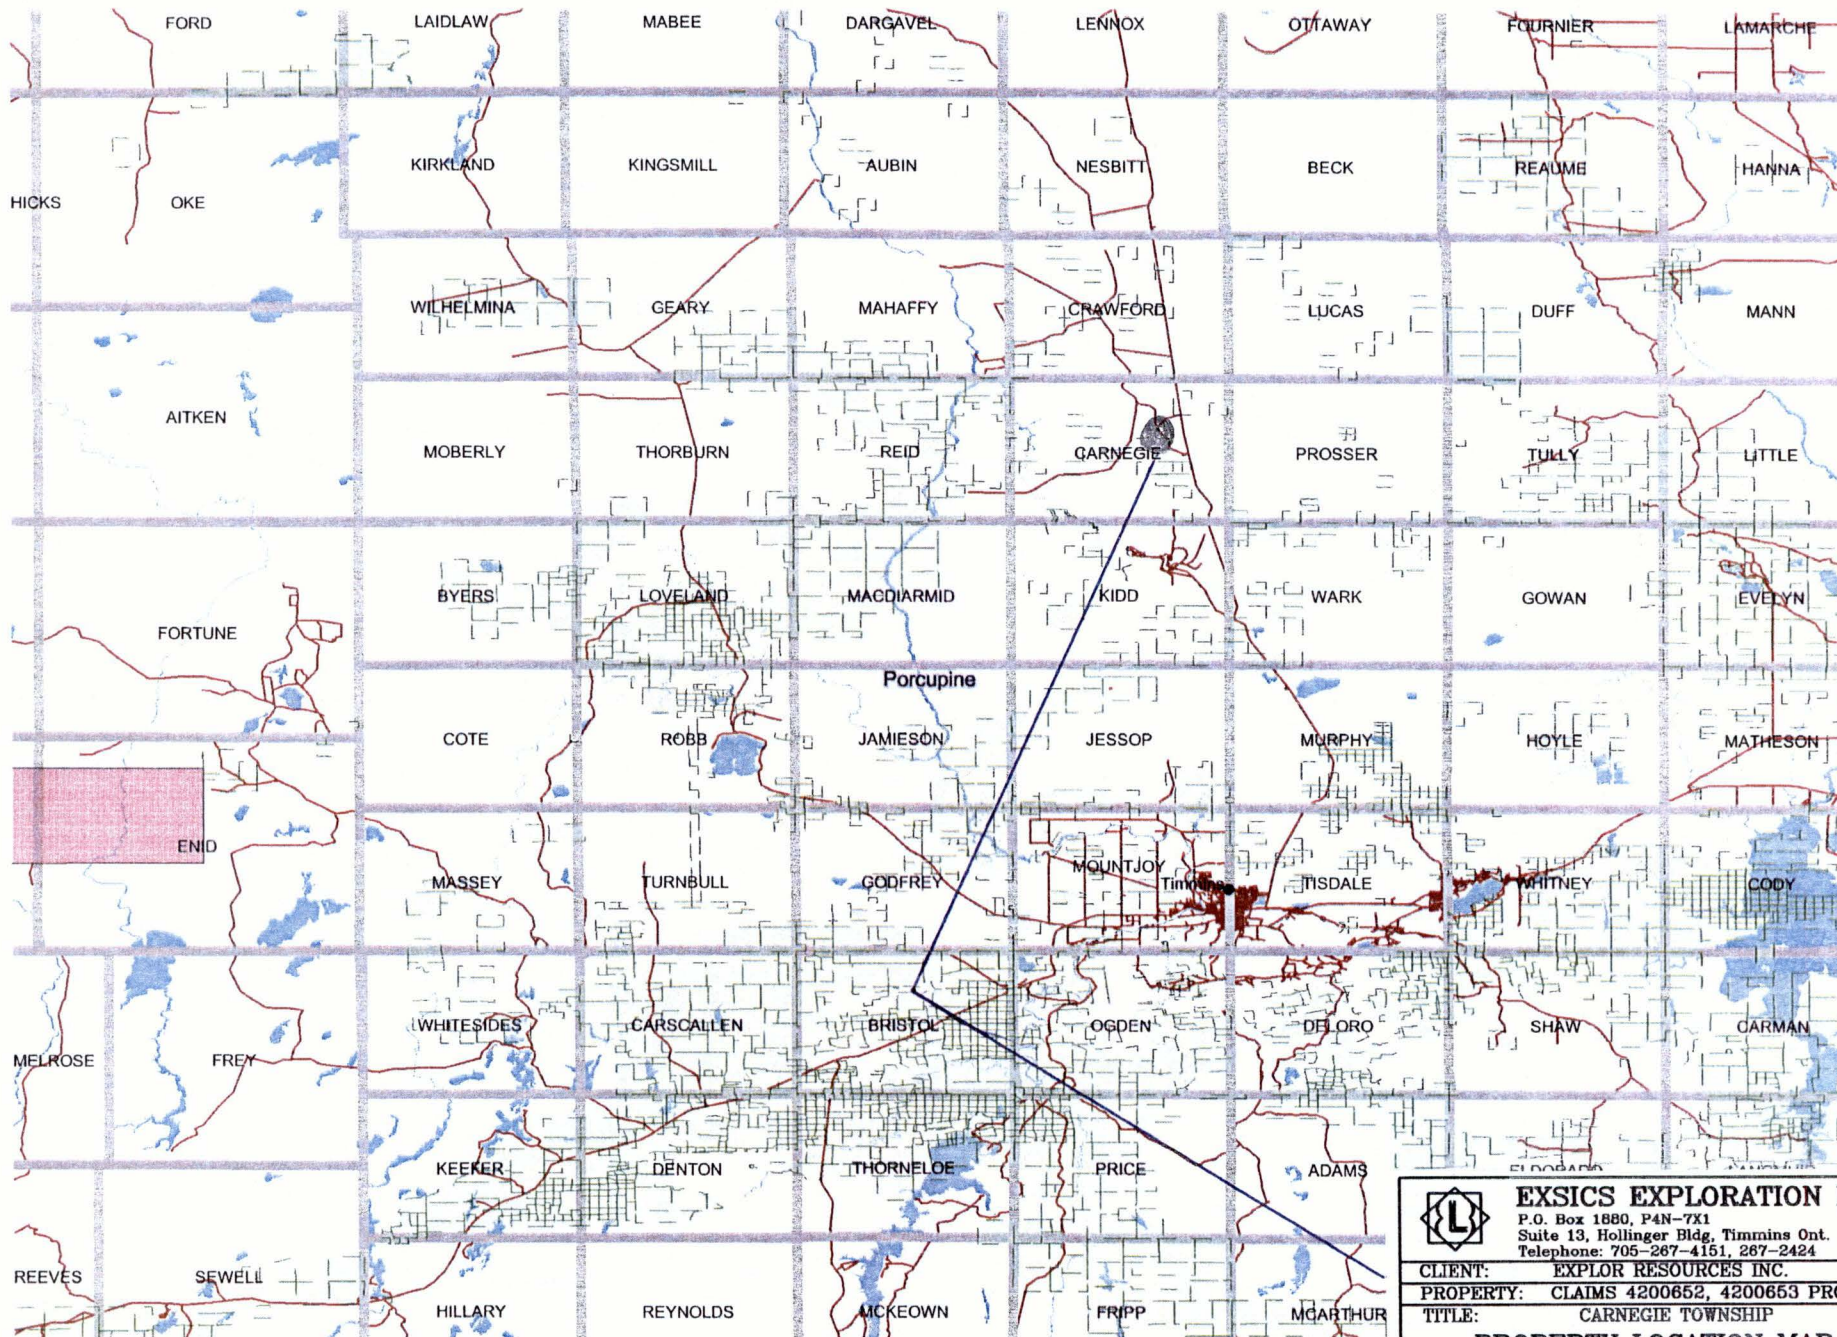 FORD LAIDLAW MABEE DARGAVEL LENNOX OTTAWAY FOURNIER LAMARCHE
HICKS OKE KIRKLAND KINGSMILL AUBIN NESBITT BECK REAUME HANNA
WILHELMINA GEARY MAHAFFY CRAWFORD LUCAS DUFF MANN
AITKEN MOBERLY THORBURN REID CARNEGIE PROSSER TULLY LITTLE
FORTUNE BYERS LOVELAND MACDIARMID KIDD WARK GOWAN EVELYN
Porcupine
COTE ROBB JAMIESON JESSOP MURPHY HOYLE MATHESON
ENID MASSEY TURNBULL GODFREY MOUNTJOY Timmins TISDALE WHITNEY CODY
MELROSE FREY WHITESIDES CARSCALLEN BRISTOL OGDEN DELORO SHAW CARMAN
KEEFER DENTON THORNELOE PRICE ADAMS ELDORADO
REEVES SEWELL HILLARY REYNOLDS MCKEOWN FRIPP MCARTHUR
L
EXSICS EXPLORATION
P.O. Box 1880, P4N-7X1
Suite 13, Hollinger Bldg, Timmins Ont.
Telephone: 705-267-4151, 267-2424
CLIENT: EXPLOR RESOURCES INC.
PROPERTY: CLAIMS 4200652, 4200653 PRO
TITLE: CARNEGIE TOWNSHIP
PROPERTY LOCATION MAP